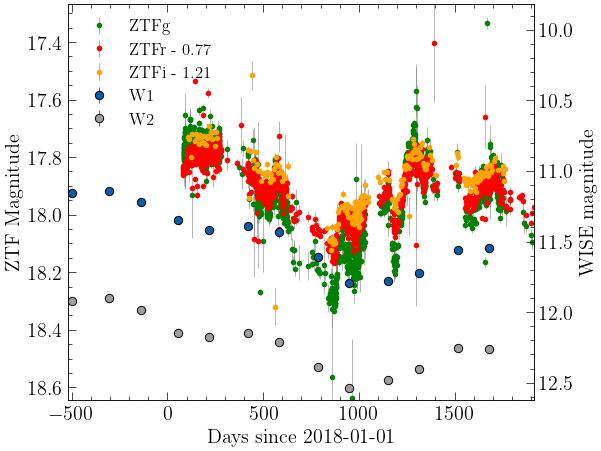 ZTFg
ZTFr - 0.77
ZTFi - 1.21
W1
W2
17.4
17.6
17.8
18.0
18.2
18.4
18.6
ZTF Magnitude
10.0
10.5
11.0
11.5
12.0
12.5
WISE magnitude
−500
0
500
1000
1500
Days since 2018-01-01